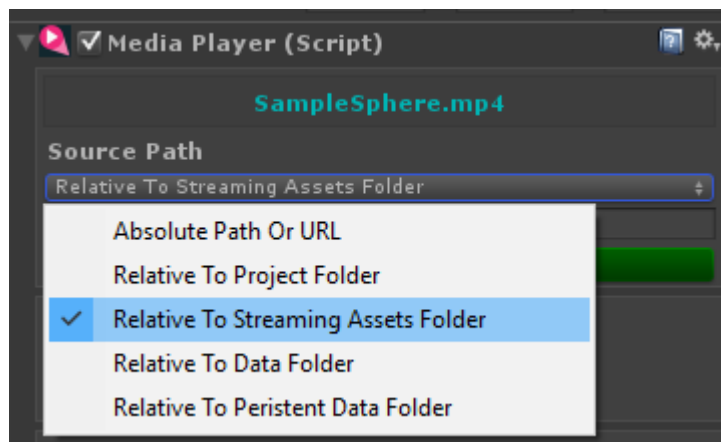 Media Player (Script)
SampleSphere.mp4
Source Path
Relative To Streaming Assets Folder
Absolute Path Or URL
Relative To Project Folder
Relative To Streaming Assets Folder
Relative To Data Folder
Relative To Peristent Data Folder